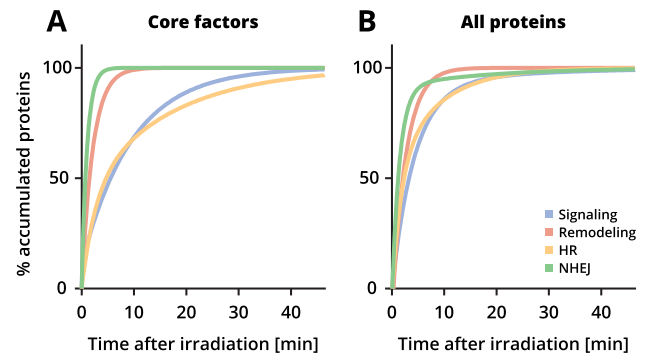 A
Core factors
% accumulated proteins
100
50
0
0 10 20 30 40
Time after irradiation [min]
B
All proteins
100
50
0
0 10 20 30 40
Time after irradiation [min]
Signaling
Remodeling
HR
NHEJ